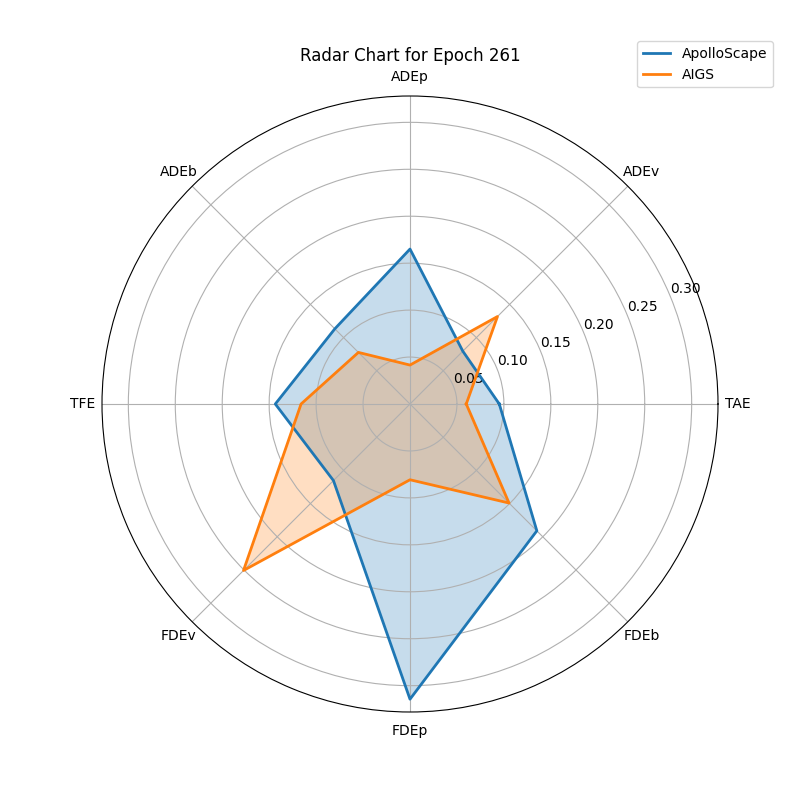 ApolloScape
AIGS
Radar Chart for Epoch 261
ADEp
ADEb
ADEv
0.30
0.25
0.20
0.15
0.10
0.05
TFE
TAE
FDEv
FDEb
FDEp